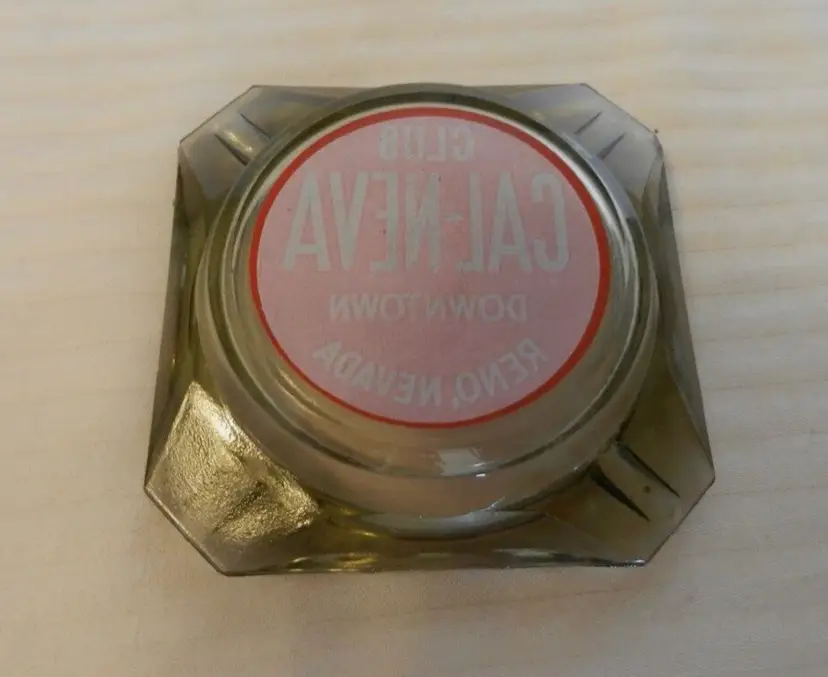 CLUB
CAL-NEVA
DOWNTOWN
RENO, NEVADA